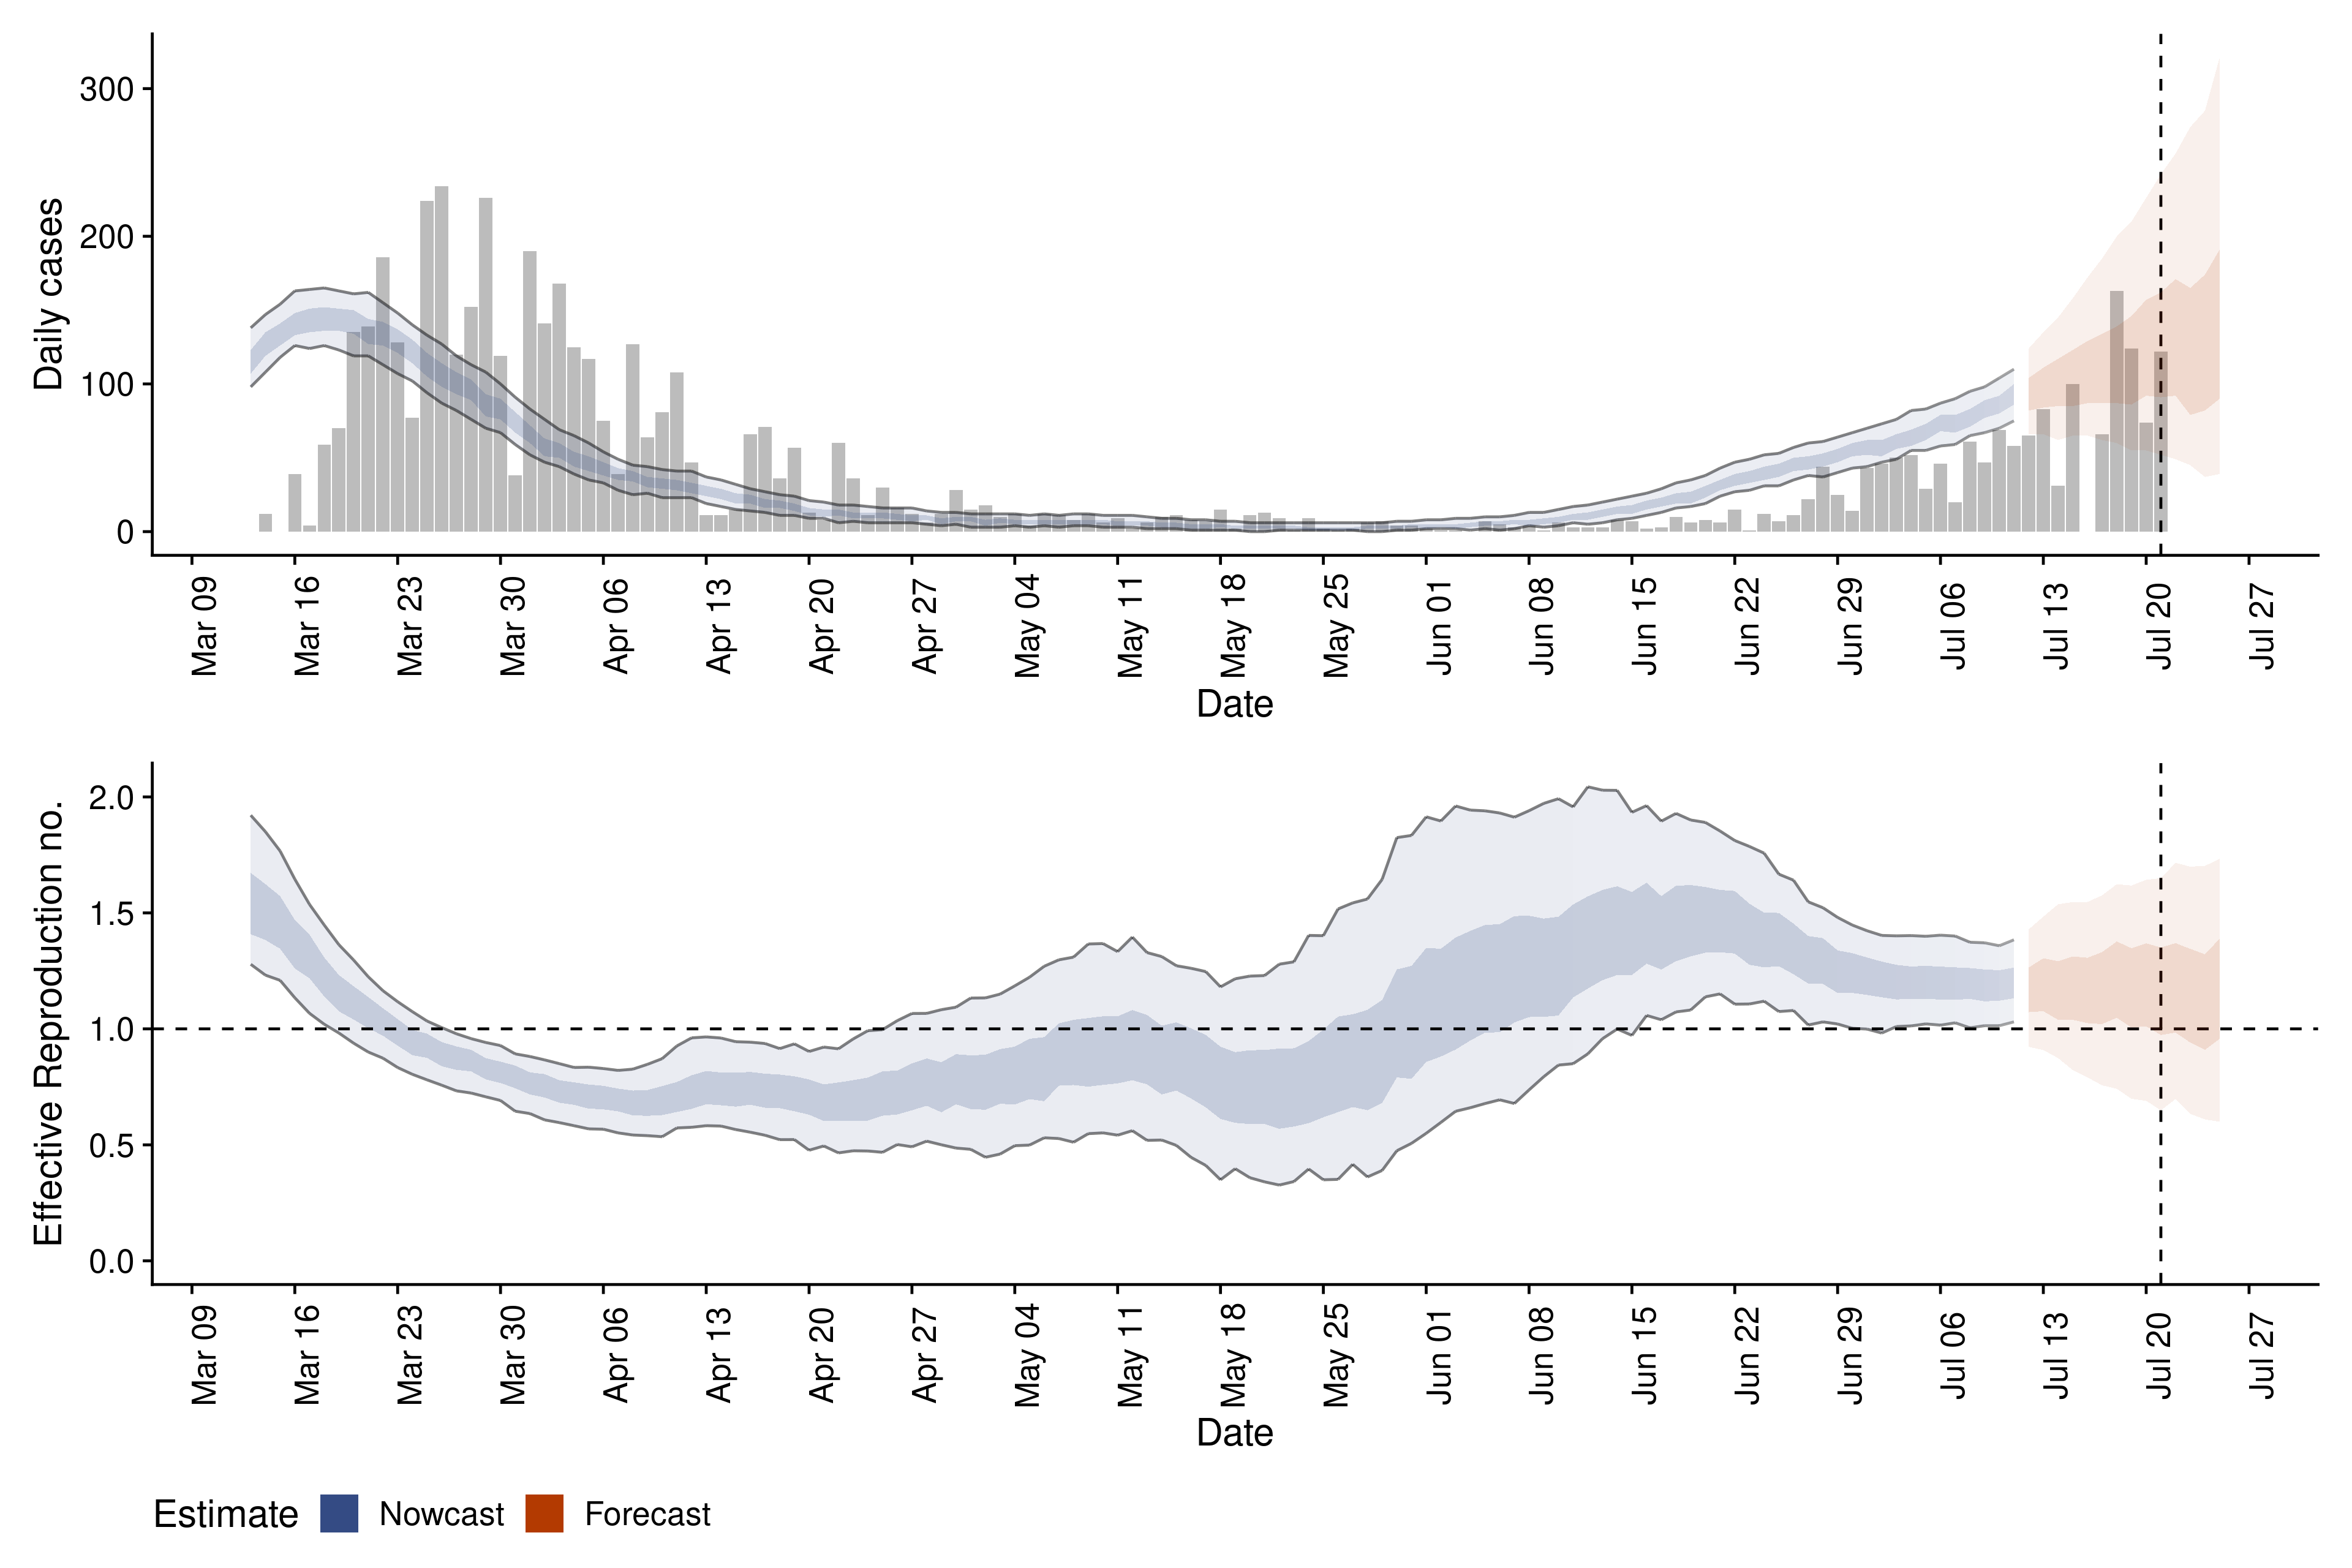 Daily cases
300
200
100
0
Mar 09
Mar 16
Mar 23
Mar 30
Apr 06
Apr 13
Apr 20
Apr 27
May 04
May 11
May 18
May 25
Jun 01
Jun 08
Jun 15
Jun 22
Jun 29
Jul 06
Jul 13
Jul 20
Jul 27
Date
Effective Reproduction no.
2.0
1.5
1.0
0.5
0.0
Mar 09
Mar 16
Mar 23
Mar 30
Apr 06
Apr 13
Apr 20
Apr 27
May 04
May 11
May 18
May 25
Jun 01
Jun 08
Jun 15
Jun 22
Jun 29
Jul 06
Jul 13
Jul 20
Jul 27
Date
Estimate Nowcast Forecast